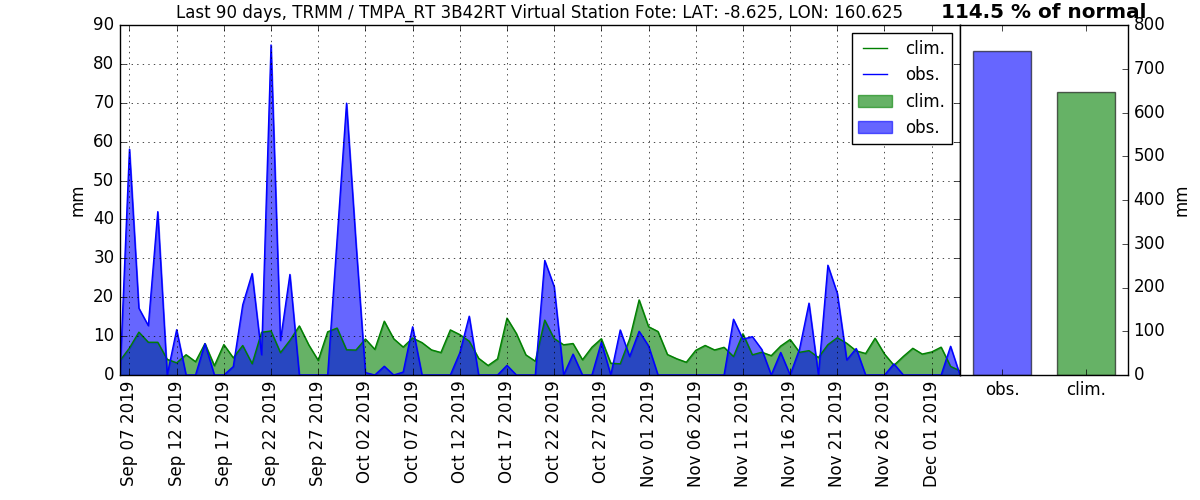 Last 90 days, TRMM / TMPA_RT 3B42RT Virtual Station Fote: LAT: -8.625, LON: 160.625
114.5 % of normal
90
80
70
60
50
40
30
20
10
0
mm
clim.
obs.
clim.
obs.
800
700
600
500
400
300
200
100
0
mm
obs.
clim.
Sep 07 2019
Sep 12 2019
Sep 17 2019
Sep 22 2019
Sep 27 2019
Oct 02 2019
Oct 07 2019
Oct 12 2019
Oct 17 2019
Oct 22 2019
Oct 27 2019
Nov 01 2019
Nov 06 2019
Nov 11 2019
Nov 16 2019
Nov 21 2019
Nov 26 2019
Dec 01 2019